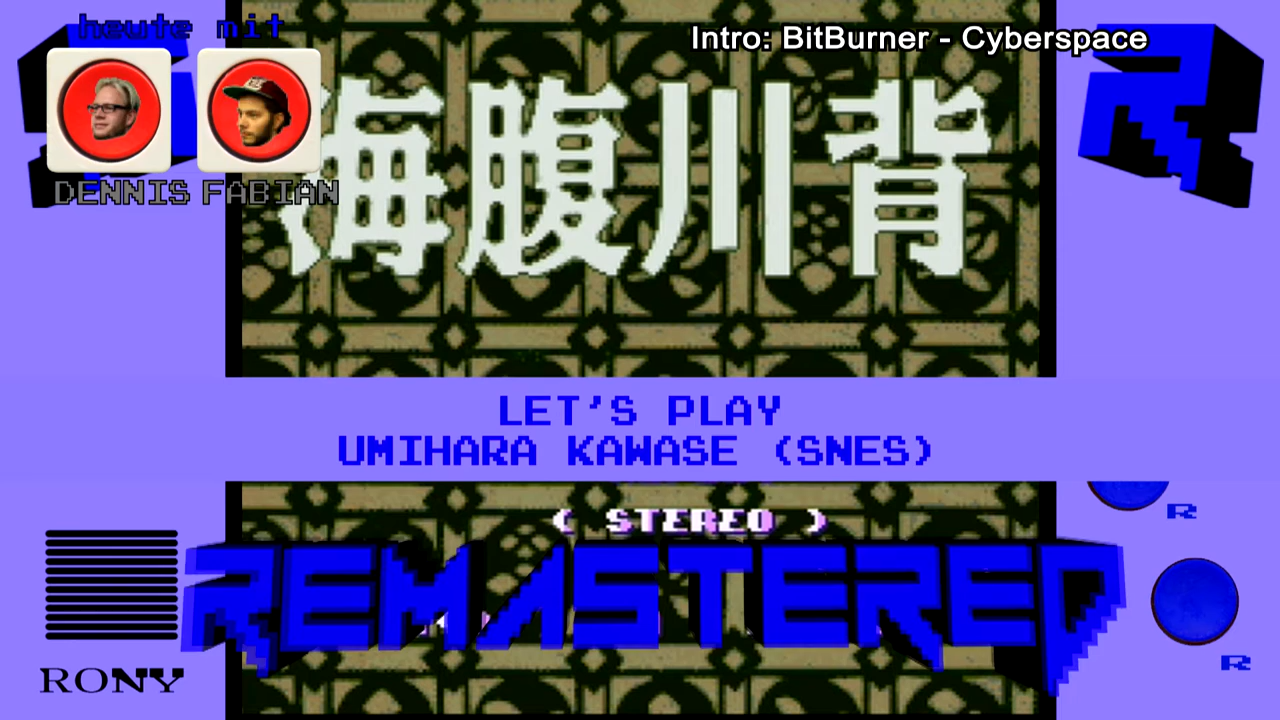 heute mit
Intro: BitBurner - Cyberspace
DENNIS FABIAN
海腹川背
LET'S PLAY
UMIHARA KAWASE (SNES)
( STEREO )
REMASTERED
RONY
R
R
R